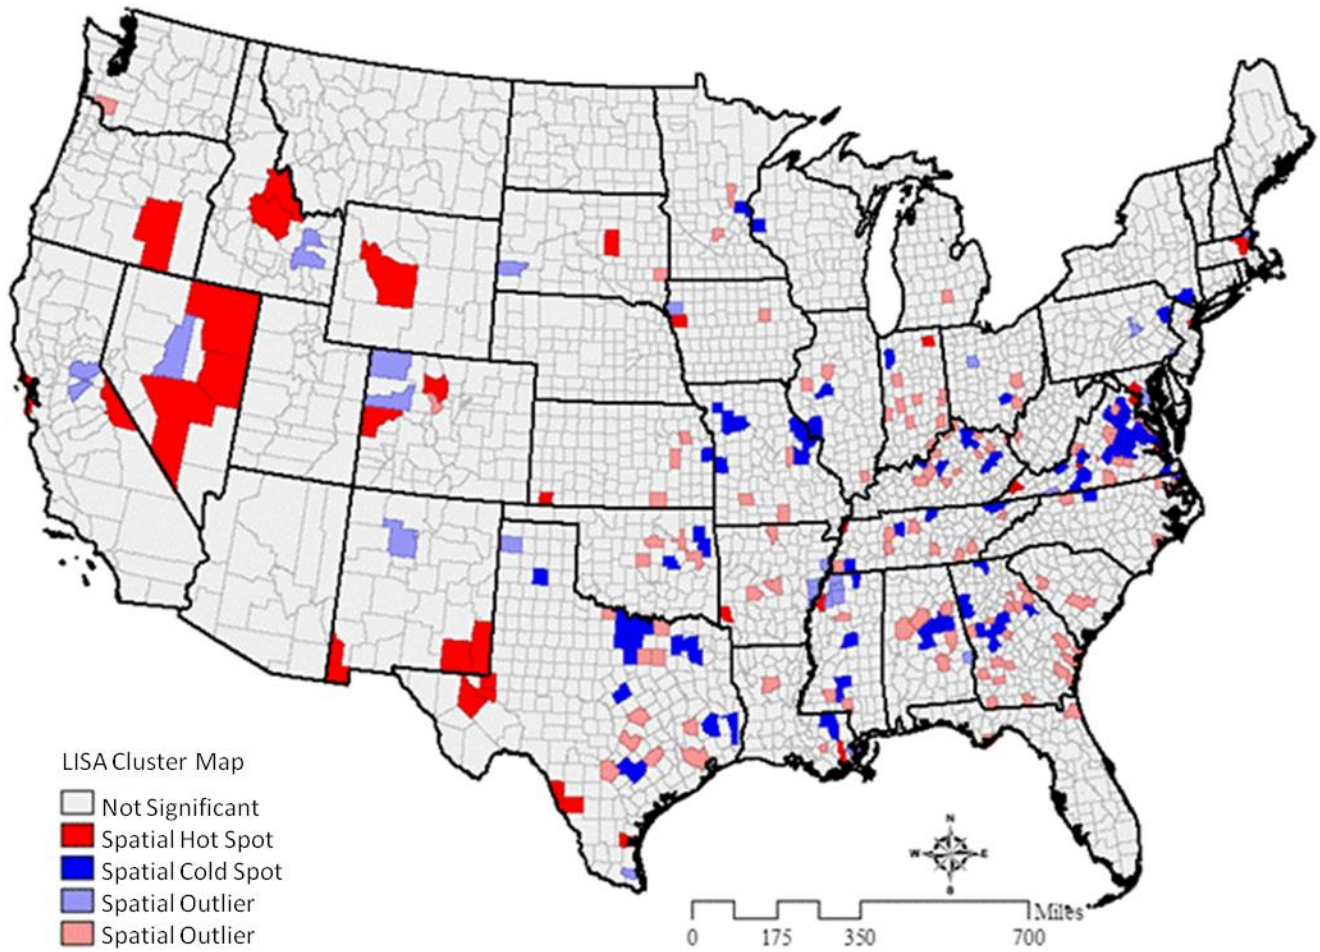 LISA Cluster Map
Not Significant
Spatial Hot Spot
Spatial Cold Spot
Spatial Outlier
Spatial Outlier
N
W E
S
Miles
0 175 350 700